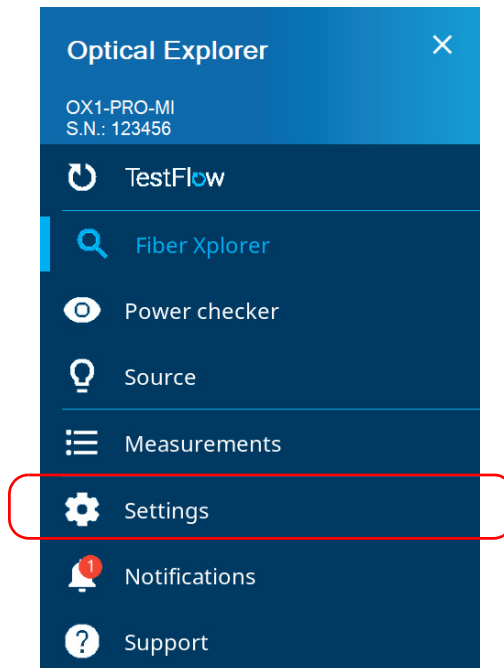 Optical Explorer
OX1-PRO-MI
S.N.: 123456
TestFlow
Fiber Xplorer
Power checker
Source
Measurements
Settings
1
Notifications
?
Support